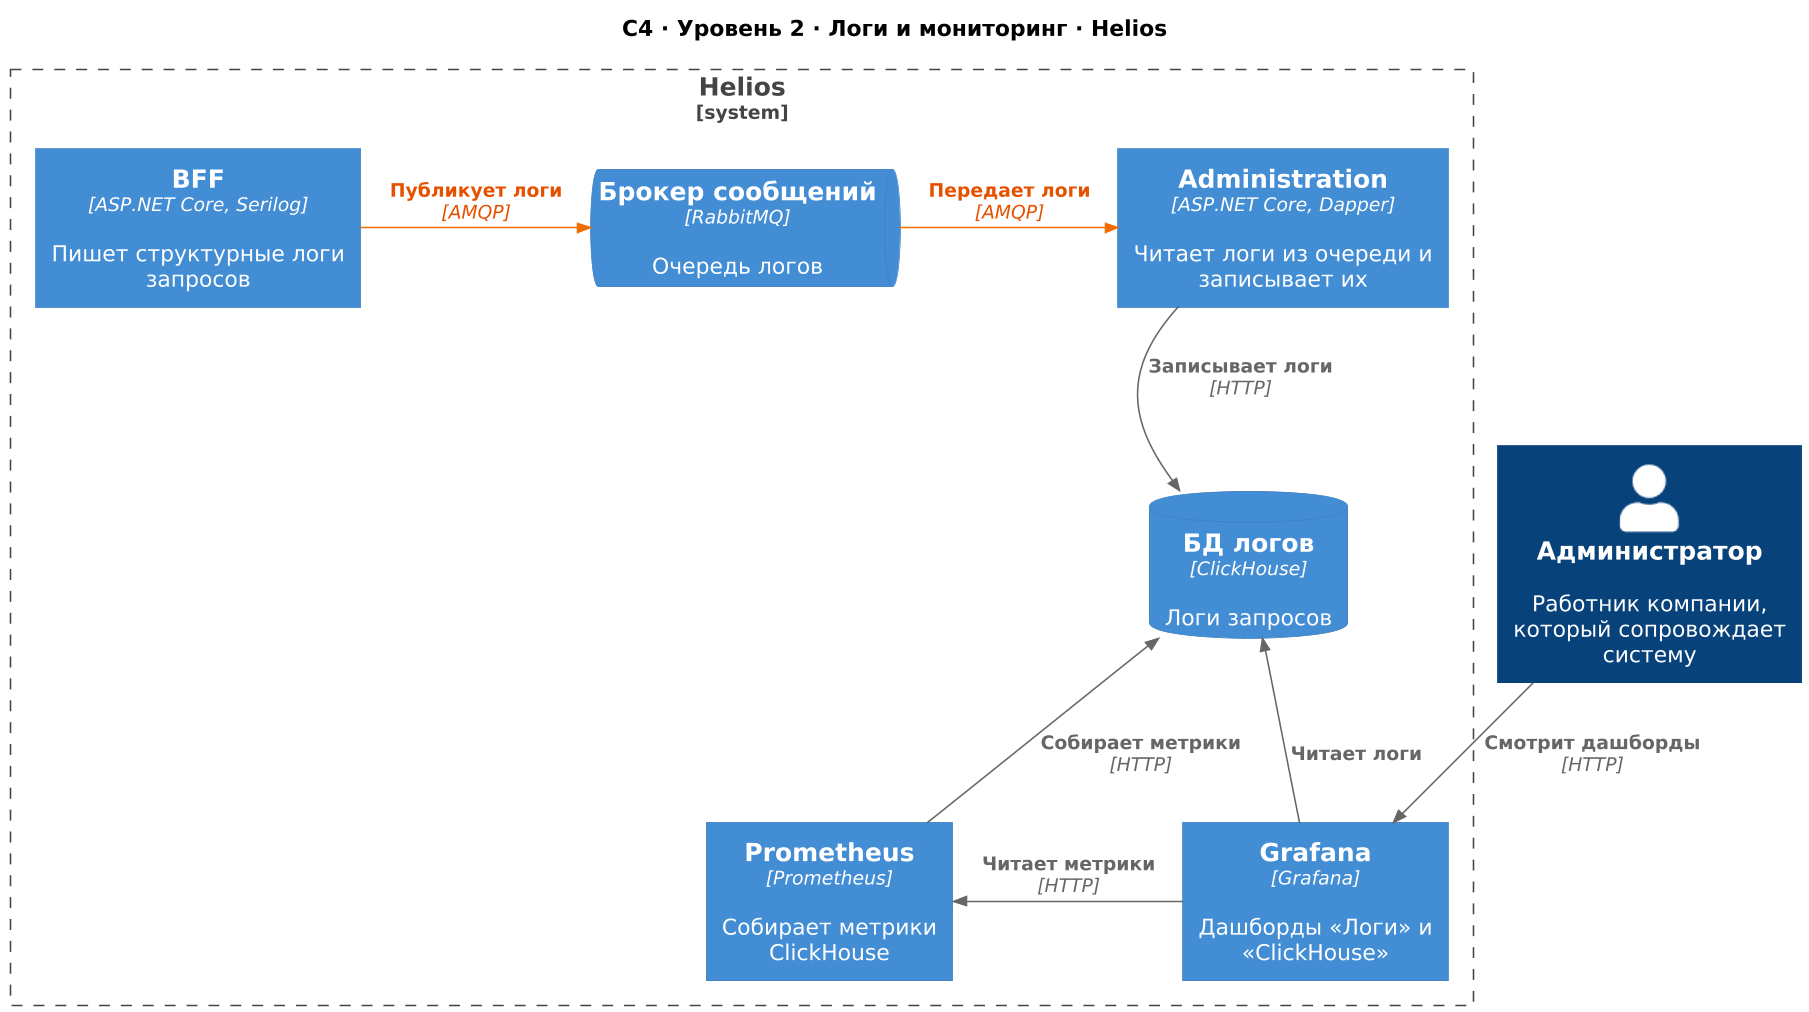 C4 · Уровень 2 · Логи и мониторинг · Helios
Helios
[system]
BFF
[ASP.NET Core, Serilog]
Пишет структурные логи
запросов
Публикует логи
[AMQP]
Брокер сообщений
[RabbitMQ]
Очередь логов
Передает логи
[AMQP]
Administration
[ASP.NET Core, Dapper]
Читает логи из очереди и
записывает их
Записывает логи
[HTTP]
БД логов
[ClickHouse]
Логи запросов
Администратор
Работник компании,
который сопровождает
систему
Собирает метрики
[HTTP]
Читает логи
Смотрит дашборды
[HTTP]
Prometheus
[Prometheus]
Собирает метрики
ClickHouse
Читает метрики
[HTTP]
Grafana
[Grafana]
Дашборды «Логи» и
«ClickHouse»